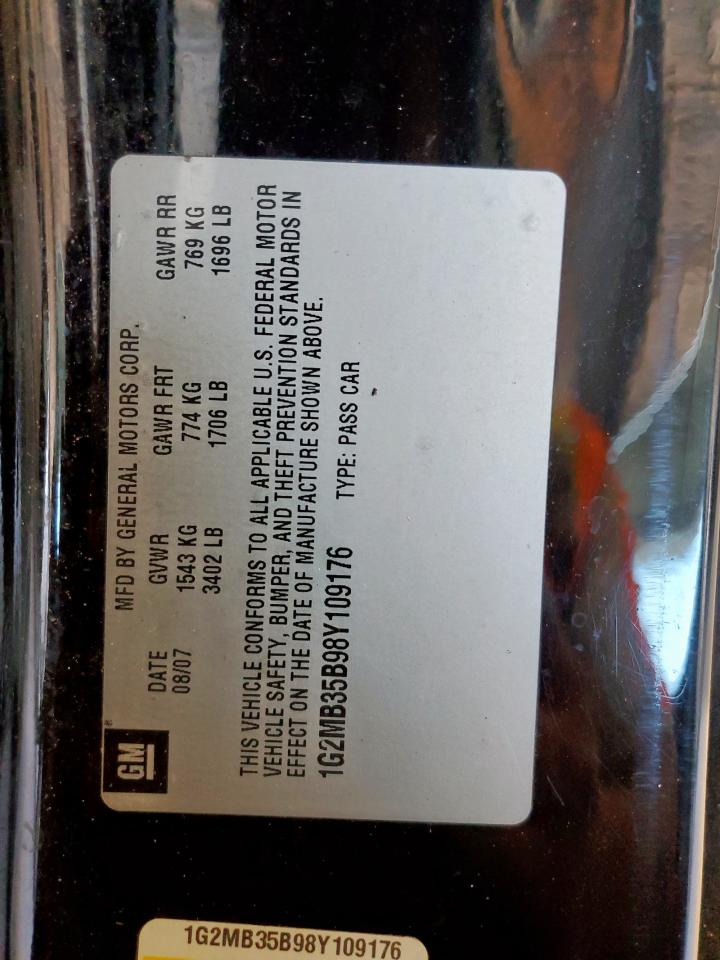 GM
MFD BY GENERAL MOTORS CORP.
DATE GVWR GAWR FRT GAWR RR
08/07 1543 KG 774 KG 769 KG
3402 LB 1706 LB 1696 LB
THIS VEHICLE CONFORMS TO ALL APPLICABLE U.S. FEDERAL MOTOR
VEHICLE SAFETY, BUMPER, AND THEFT PREVENTION STANDARDS IN
EFFECT ON THE DATE OF MANUFACTURE SHOWN ABOVE.
1G2MB35B98Y109176 TYPE: PASS CAR
1G2MB35B98Y109176